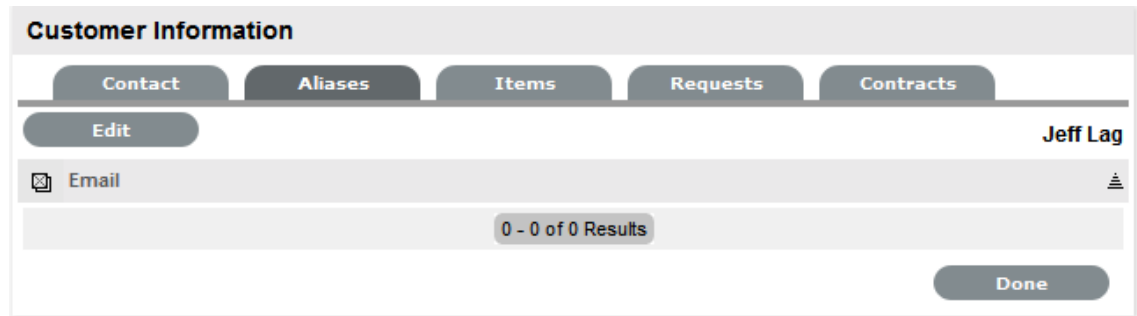 Customer Information
Contact Aliases Items Requests Contracts
Edit Jeff Lag
Email
0 - 0 of 0 Results
Done